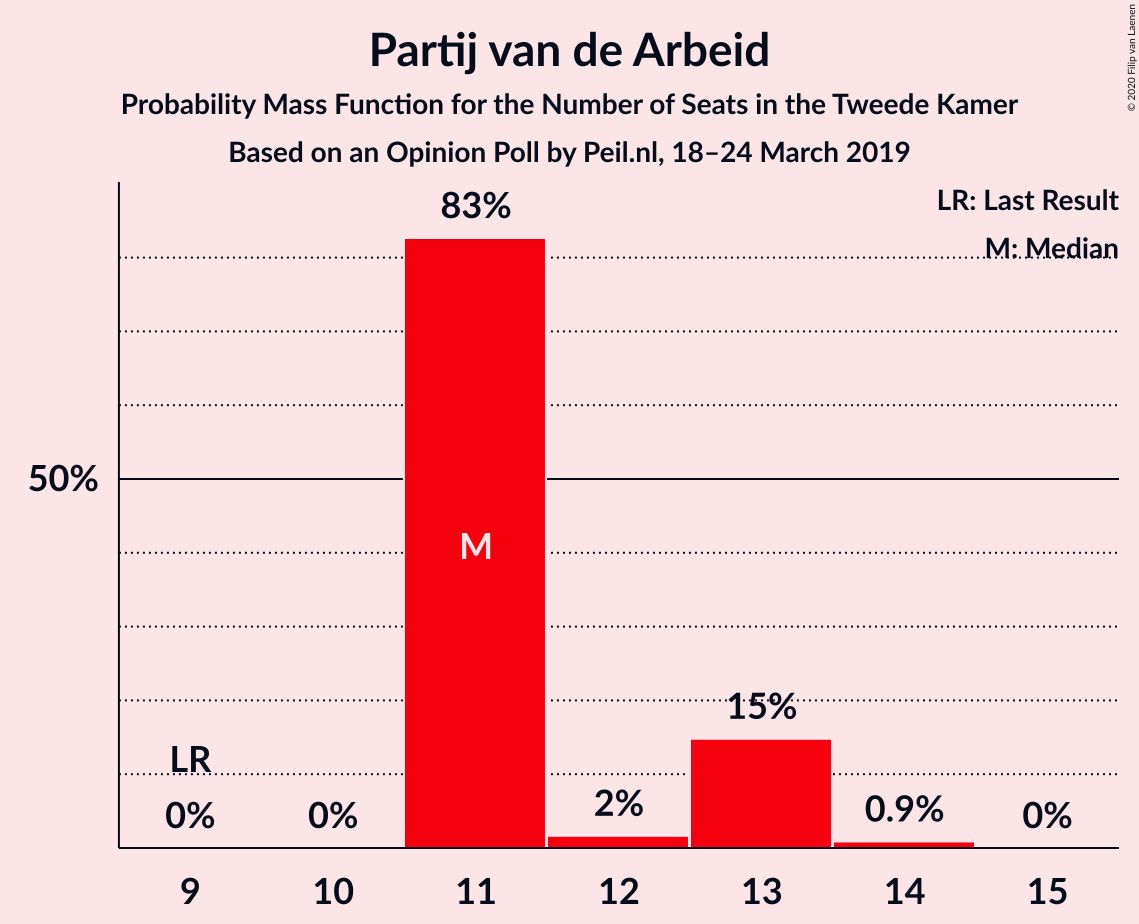 Partij van de Arbeid
Probability Mass Function for the Number of Seats in the Tweede Kamer
Based on an Opinion Poll by Peil.nl, 18–24 March 2019
© 2020 Filip van Laenen
LR: Last Result
M: Median
83%
50%
M
15%
LR
0%
0%
2%
0.9%
0%
9
10
11
12
13
14
15